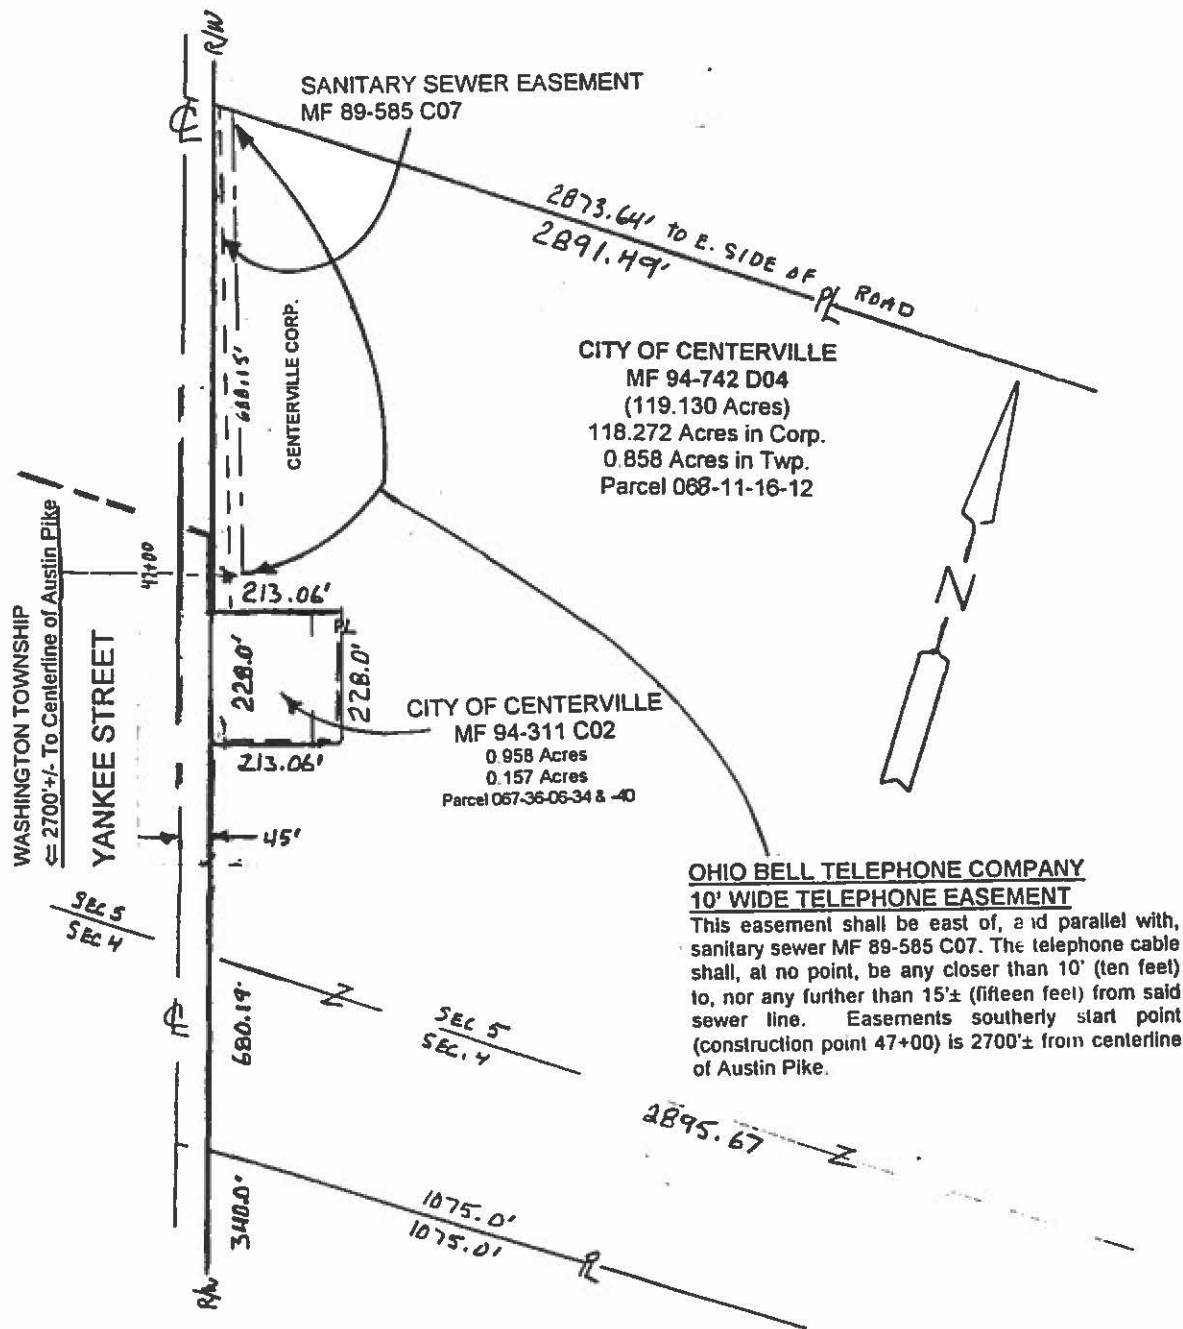 R/W
SANITARY SEWER EASEMENT
MF 89-585 C07
2873.64' TO E. SIDE OF ROAD
2891.49'
PL
CITY OF CENTERVILLE
MF 94-742 D04
(119.130 Acres)
118.272 Acres in Corp.
0.858 Acres in Twp.
Parcel 068-11-16-12
CENTERVILLE CORP.
688.15'
WASHINGTON TOWNSHIP
<= 2700'+/- To Centerline of Austin Pike
YANKEE STREET
47+00
213.06'
PL
228.0'
228.0'
213.06'
CITY OF CENTERVILLE
MF 94-311 C02
0.958 Acres
0.157 Acres
Parcel 067-36-06-34 & -40
N
45'
OHIO BELL TELEPHONE COMPANY
10' WIDE TELEPHONE EASEMENT
This easement shall be east of, and parallel with,
sanitary sewer MF 89-585 C07. The telephone cable
shall, at no point, be any closer than 10' (ten feet)
to, nor any further than 15'± (fifteen feet) from said
sewer line. Easements southerly start point
(construction point 47+00) is 2700'± from centerline
of Austin Pike.
SEC 5
SEC 4
Z
SEC 5
SEC. 4
680.19'
2895.67
Z
340.0'
1075.0'
1075.0'
PL
R/W